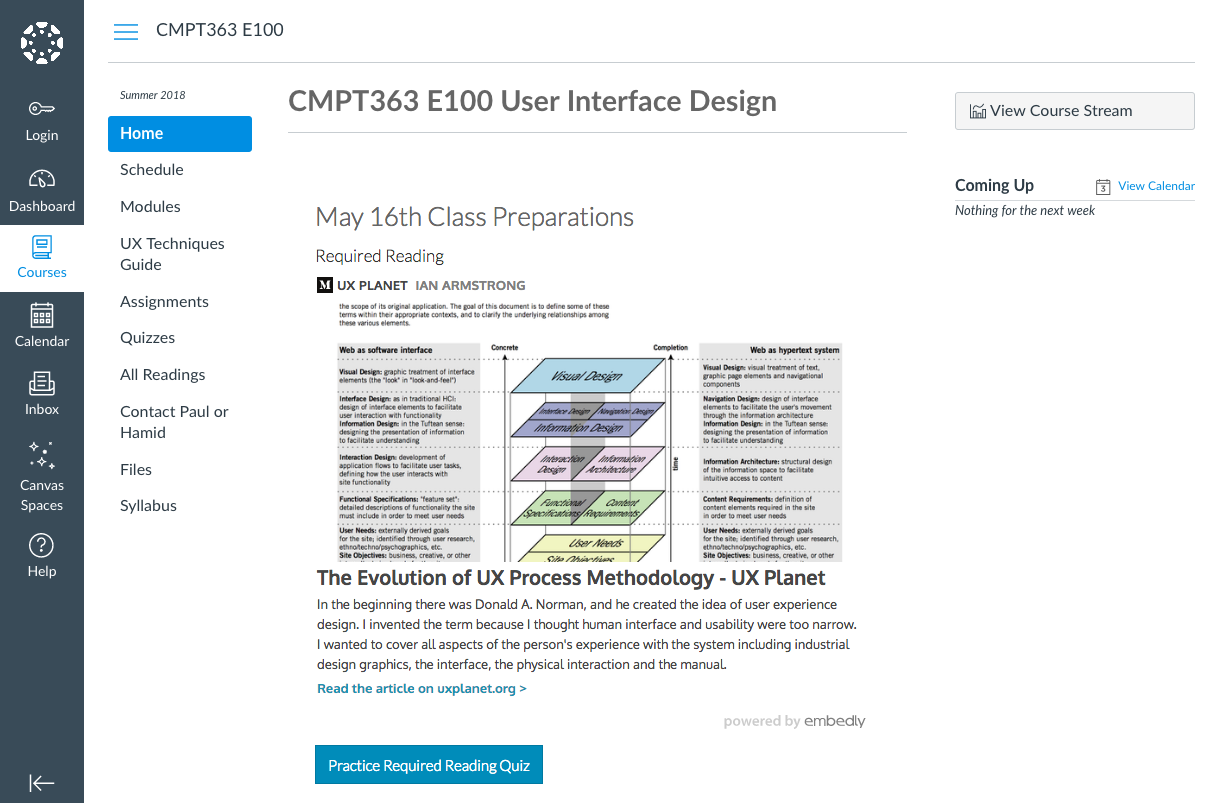 CMPT363 E100
Login
Dashboard
Courses
Calendar
Inbox
Canvas
Spaces
Help
Summer 2018
Home
Schedule
Modules
UX Techniques
Guide
Assignments
Quizzes
All Readings
Contact Paul or
Hamid
Files
Syllabus
CMPT363 E100 User Interface Design
May 16th Class Preparations
Required Reading
M UX PLANET IAN ARMSTRONG
the scope of its original application. The goal of this document is to define some of these
terms within their appropriate contexts, and to clarify the underlying relationships among
these various elements.
Web as software interface
Visual Design: graphic treatment of interface
elements (the "look" in "look-and-feel")
Interface Design: as in traditional HCI:
design of interface elements to facilitate
user interaction with functionality
Information Design: in the Tuftean sense:
designing the presentation of information
to facilitate understanding
Interaction Design: development of
application flows to facilitate user tasks,
defining how the user interacts with
site functionality
Functional Specifications: "feature set":
detailed descriptions of functionality the site
must include in order to meet user needs
User Needs: externally derived goals
for the site; identified through user research,
ethno/techno/psychographics, etc.
Site Objectives: business, creative, or other
Concrete
Completion
Visual Design
Interface Design Navigation Design
Information Design
Interaction
Design
Information
Architecture
Functional
Specifications
Content
Requirements
User Needs
Site Objectives
time
Web as hypertext system
Visual Design: visual treatment of text,
graphic page elements and navigational
components
Navigation Design: design of interface
elements to facilitate the user's movement
through the information architecture
Information Design: in the Tuftean sense:
designing the presentation of information
to facilitate understanding
Information Architecture: structural design
of the information space to facilitate
intuitive access to content
Content Requirements: definition of
content elements required in the site
in order to meet user needs
User Needs: externally derived goals
for the site; identified through user research,
ethno/techno/psychographics, etc.
Site Objectives: business, creative, or other
The Evolution of UX Process Methodology - UX Planet
In the beginning there was Donald A. Norman, and he created the idea of user experience
design. I invented the term because I thought human interface and usability were too narrow.
I wanted to cover all aspects of the person's experience with the system including industrial
design graphics, the interface, the physical interaction and the manual.
Read the article on uxplanet.org >
powered by embedly
Practice Required Reading Quiz
View Course Stream
Coming Up
3 View Calendar
Nothing for the next week